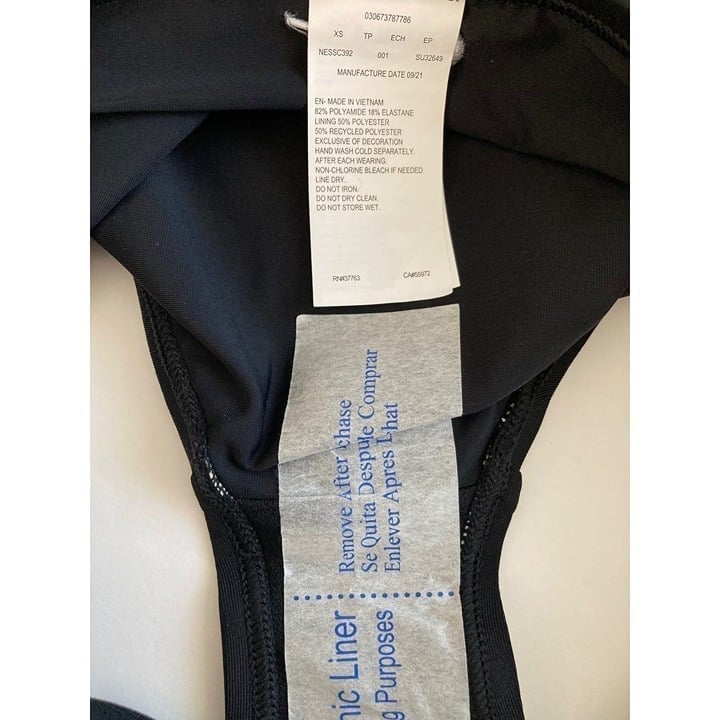 030673787786
XS TP ECH EP
NESSC392 001 SU32649
MANUFACTURE DATE 09/21
EN- MADE IN VIETNAM
82% POLYAMIDE 18% ELASTANE
LINING 50% POLYESTER
50% RECYCLED POLYESTER
EXCLUSIVE OF DECORATION
HAND WASH COLD SEPARATELY.
AFTER EACH WEARING.
NON-CHLORINE BLEACH IF NEEDED.
LINE DRY.
DO NOT IRON.
DO NOT DRY CLEAN.
DO NOT STORE WET.
RN#37763 CA#55972
Remove After
Se Quita Comprar
Enlever Apres
nic Liner
g Purposes